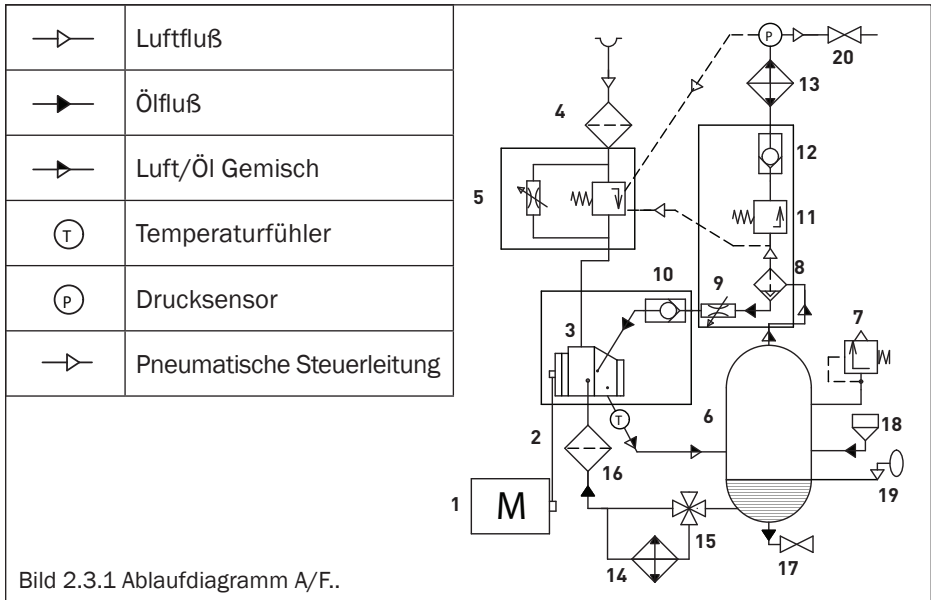 Luftfluß
Ölfluß
Luft/Öl Gemisch
T
Temperaturfühler
P
Drucksensor
Pneumatische Steuerleitung
Bild 2.3.1 Ablaufdiagramm A/F..
P
20
13
4
12
5
11
8
10
9
7
3
6
18
T
2
16
19
1
M
15
14
17